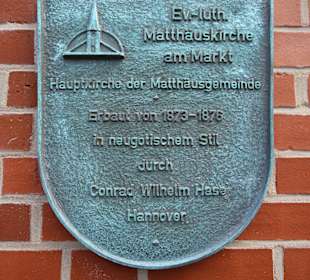 Ev.-luth.
Matthäuskirche
am Markt
Hauptkirche der Matthäusgemeinde
Erbaut von 1873-1876
in neugotischem Stil
durch
Conrad Wilhelm Hase
Hannover